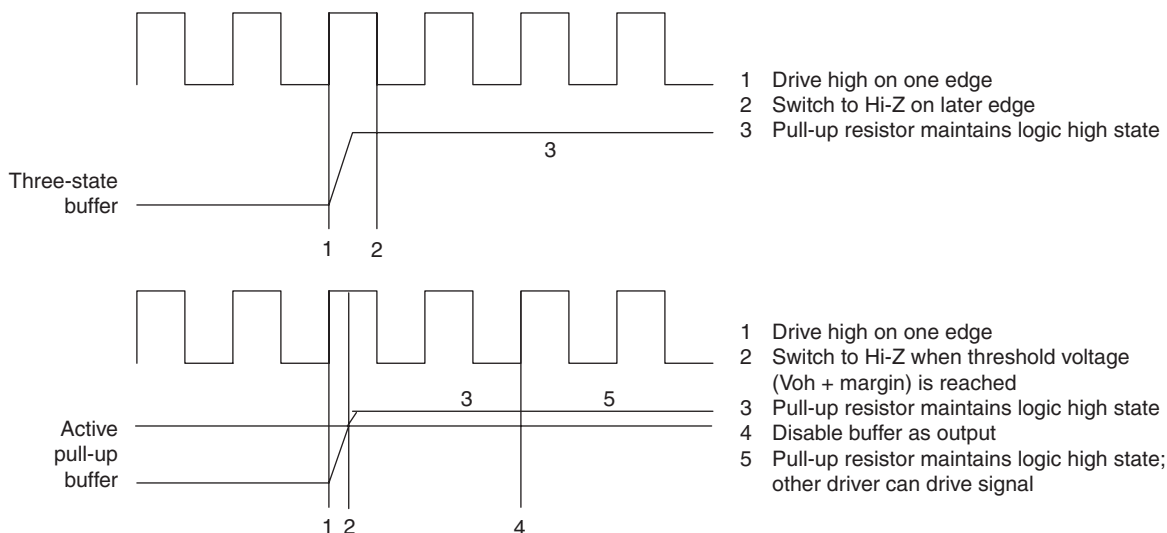 1 Drive high on one edge
2 Switch to Hi-Z on later edge
3 Pull-up resistor maintains logic high state
3
Three-state
buffer
1 2
1 Drive high on one edge
2 Switch to Hi-Z when threshold voltage
(Voh + margin) is reached
3 Pull-up resistor maintains logic high state
4 Disable buffer as output
5 Pull-up resistor maintains logic high state;
other driver can drive signal
3 5
Active
pull-up
buffer
1 2 4